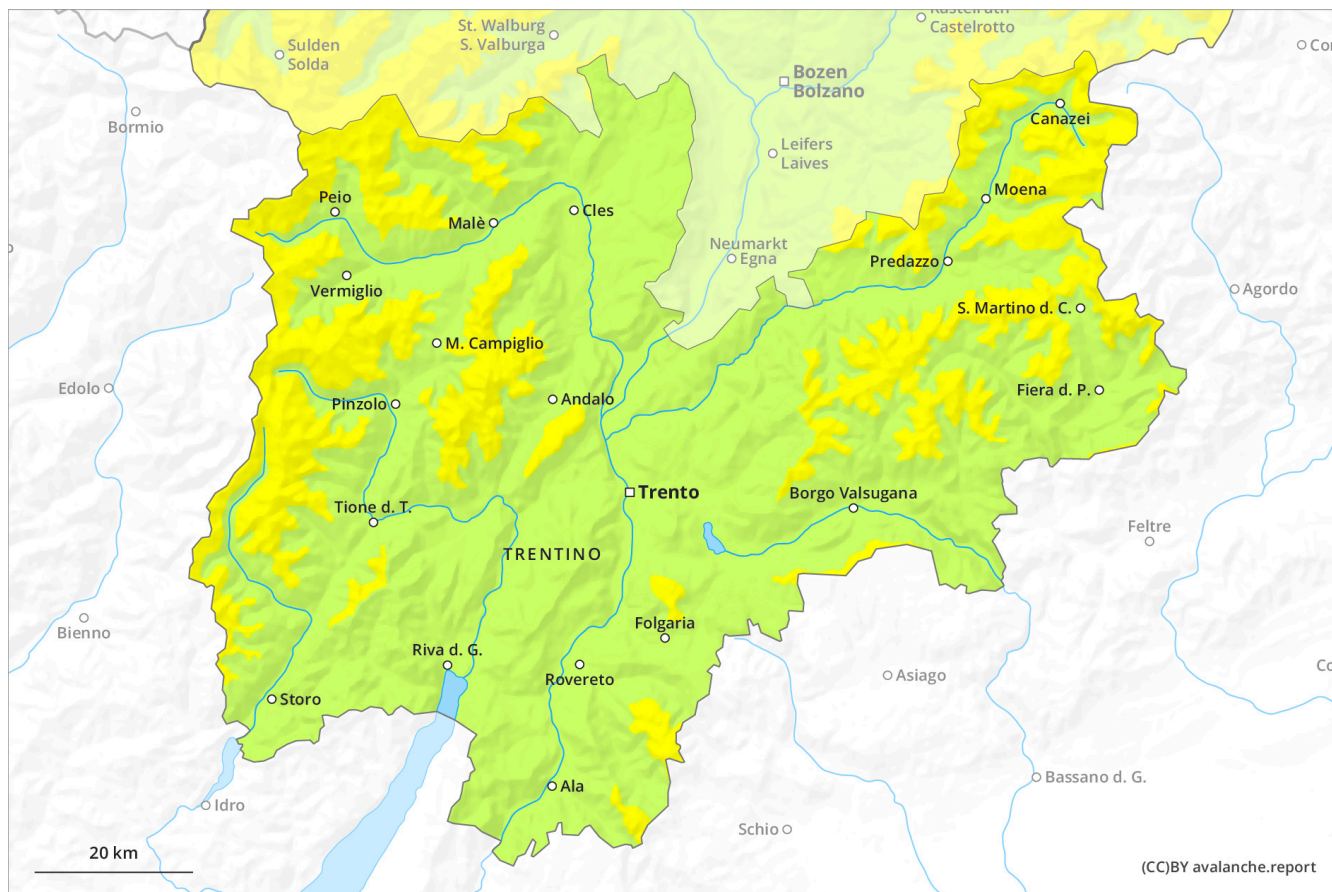 Kastelruth
Castelrotto
St. Walburg
S. Valburga
Sulden
Solda
Bozen
Bolzano
Bormio
Canazei
Leifers
Laives
Peio
Malè
Cles
Moena
Neumarkt
Egna
Predazzo
Vermiglio
Agordo
S. Martino d. C.
M. Campiglio
Edolo
Pinzolo
Andalo
Fiera d. P.
Trento
Borgo Valsugana
Tione d. T.
Feltre
TRENTINO
Bienno
Folgaria
Riva d. G.
Rovereto
Asiago
Storo
Ala
Bassano d. G.
Idro
Schio
20 km
(CC)BY avalanche.report